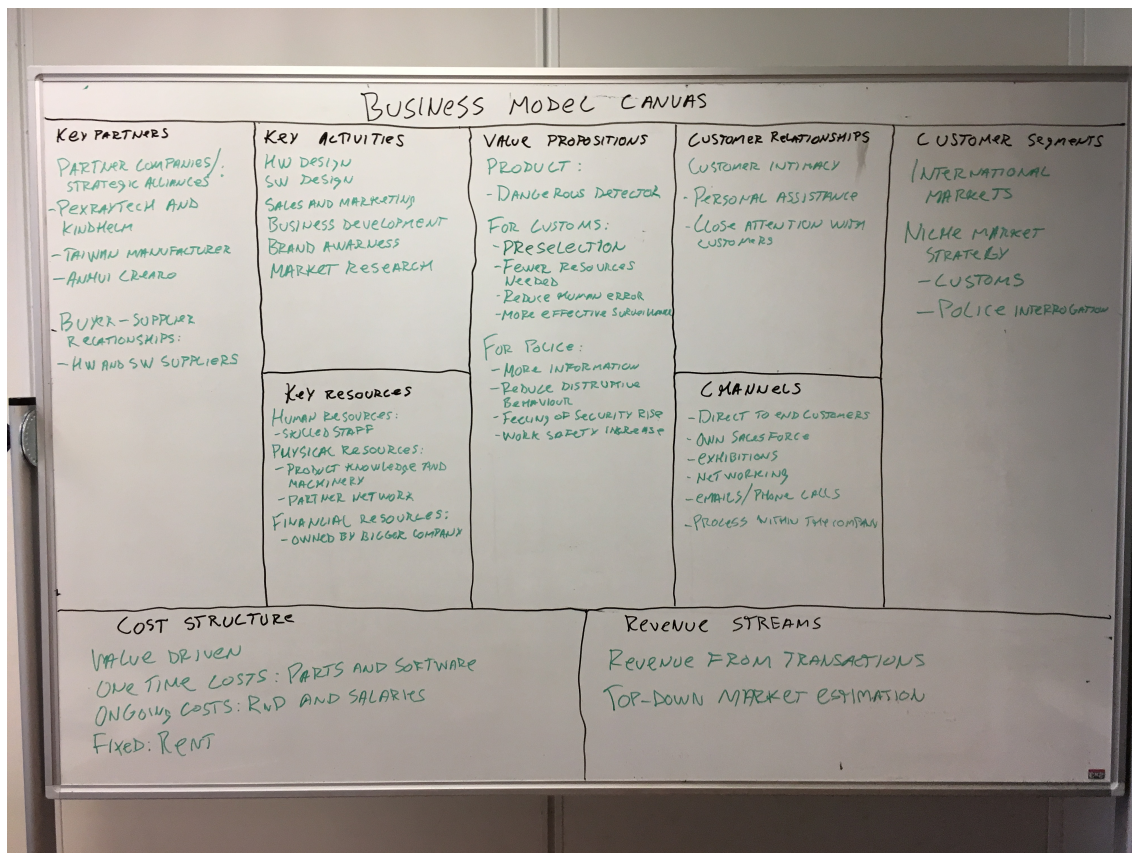 BUSINESS MODEL CANVAS
KEY PARTNERS
PARTNER COMPANIES/:
STRATEGIC ALLIANCES
-PEXRAYTECH AND
KINDHELM
-TAIWAN MANUFACTURER
-ANHUI CREARO
BUYER-SUPPLIER
RELATIONSHIPS:
-HW AND SW SUPPLIERS
KEY ACTIVITIES
HW DESIGN
SW DESIGN
SALES AND MARKETING
BUSINESS DEVELOPMENT
BRAND AWARNESS
MARKET RESEARCH
KEY RESOURCES
HUMAN RESOURCES:
-SKILLED STAFF
PHYSICAL RESOURCES:
-PRODUCT KNOWLEDGE AND
MACHINERY
-PARTNER NETWORK
FINANCIAL RESOURCES:
-OWNED BY BIGGER COMPANY
VALUE PROPOSITIONS
PRODUCT:
-DANGEROUS DETECTOR
FOR CUSTOMS:
-PRESELECTION
-FEWER RESOURCES
NEEDED
-REDUCE HUMAN ERROR
-MORE EFFECTIVE
FOR POLICE:
-MORE INFORMATION
-REDUCE DISTRUPTIVE
BEHAVIOUR
-FEELING OF SECURITY RISE
-WORK SAFETY INCREASE
CUSTOMER RELATIONSHIPS
CUSTOMER INTIMACY
-PERSONAL ASSISTANCE
-CLOSE ATTENTION WITH
CUSTOMERS
CHANNELS
-DIRECT TO END CUSTOMERS
-OWN SALES FORCE
-EXHIBITIONS
-NETWORKING
-EMAILS/PHONE CALLS
-PROCESS WITHIN COMPAN
CUSTOMER SEGMENTS
INTERNATIONAL
MARKETS
NICHE MARKET
STRATEGY
-CUSTOMS
-POLICE INTERROGATION
COST STRUCTURE
VALUE DRIVEN
ONE TIME COSTS: PARTS AND SOFTWARE
ONGOING COSTS: RND AND SALARIES
FIXED: RENT
REVENUE STREAMS
REVENUE FROM TRANSACTIONS
TOP-DOWN MARKET ESTIMATION